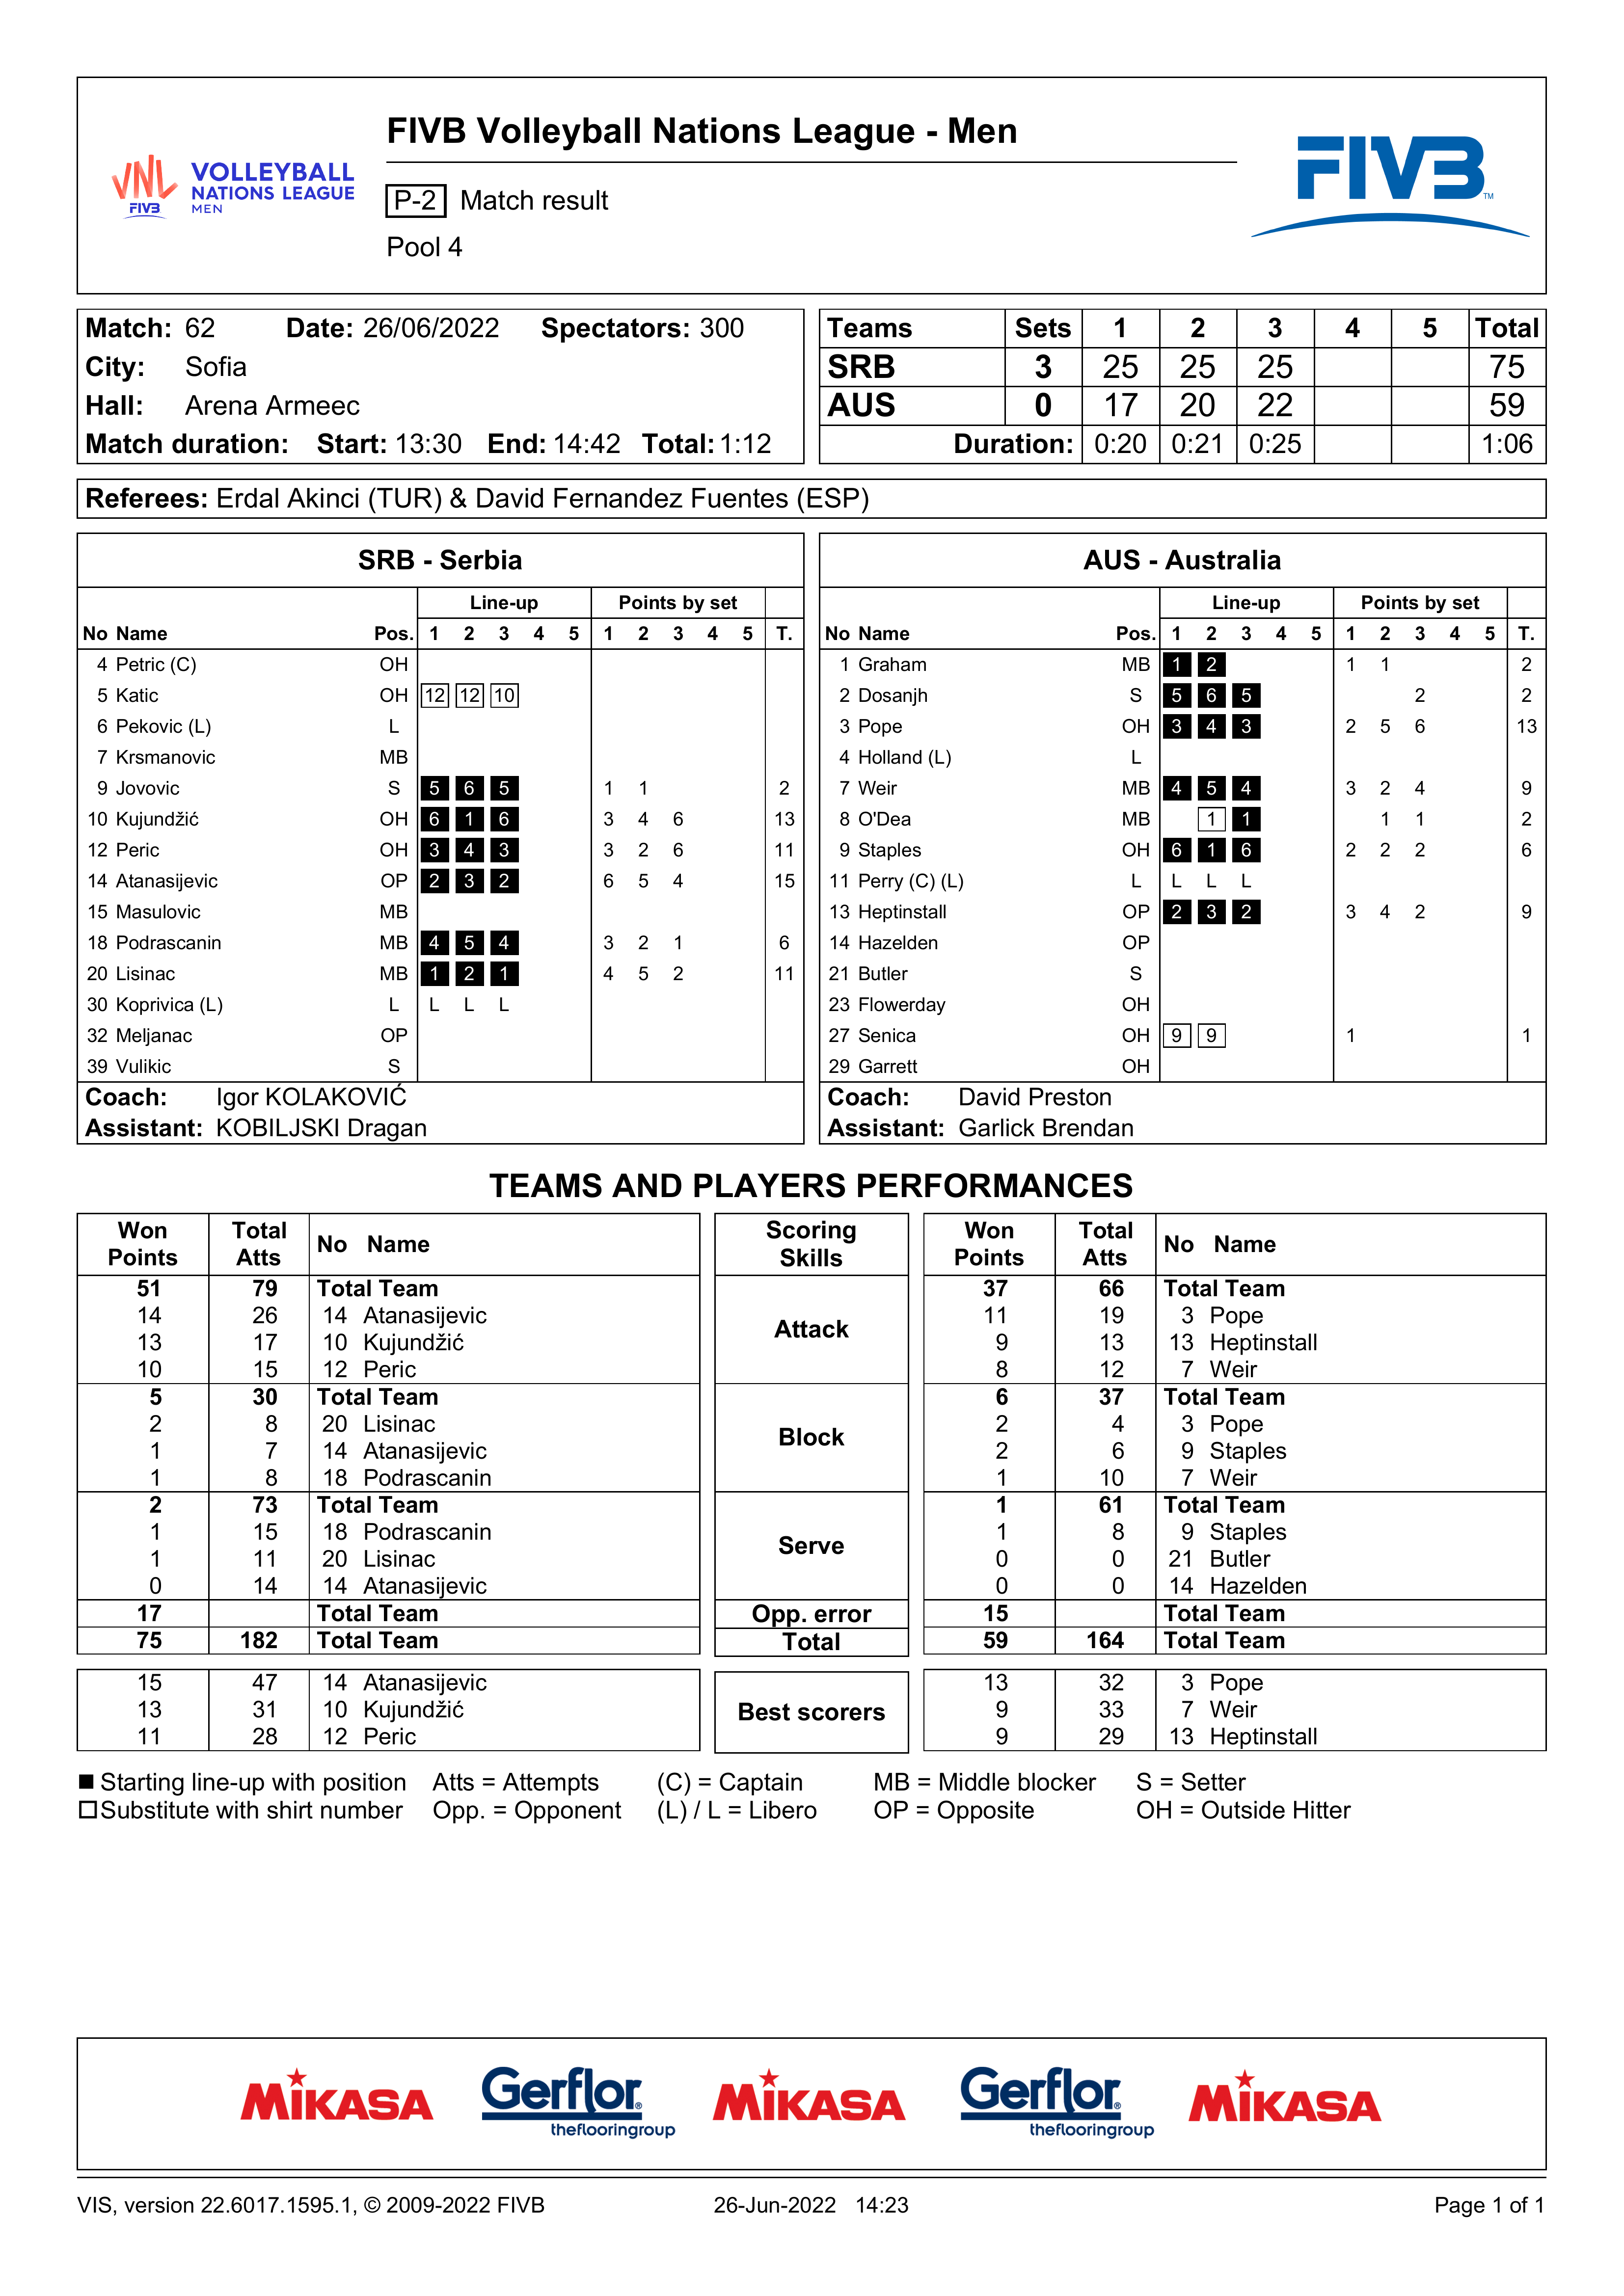 FIVB Volleyball Nations League - Men
VNL FIVB VOLLEYBALL NATIONS LEAGUE MEN
P-2 Match result
Pool 4
FIVB TM
Match: 62 Date: 26/06/2022 Spectators: 300
City: Sofia
Hall: Arena Armeec
Match duration: Start: 13:30 End: 14:42 Total: 1:12
Teams Sets 1 2 3 4 5 Total
SRB 3 25 25 25 75
AUS 0 17 20 22 59
Duration: 0:20 0:21 0:25 1:06
Referees: Erdal Akinci (TUR) & David Fernandez Fuentes (ESP)
SRB - Serbia
Line-up Points by set
No Name Pos. 1 2 3 4 5 1 2 3 4 5 T.
4 Petric (C) OH
5 Katic OH 12 12 10
6 Pekovic (L) L
7 Krsmanovic MB
9 Jovovic S 5 6 5 1 1 2
10 Kujundžić OH 6 1 6 3 4 6 13
12 Peric OH 3 4 3 3 2 6 11
14 Atanasijevic OP 2 3 2 6 5 4 15
15 Masulovic MB
18 Podrascanin MB 4 5 4 3 2 1 6
20 Lisinac MB 1 2 1 4 5 2 11
30 Koprivica (L) L L L L
32 Meljanac OP
39 Vulikic S
Coach: Igor KOLAKOVIĆ
Assistant: KOBILJSKI Dragan
AUS - Australia
Line-up Points by set
No Name Pos. 1 2 3 4 5 1 2 3 4 5 T.
1 Graham MB 1 2 1 1 2
2 Dosanjh S 5 6 5 2 2
3 Pope OH 3 4 3 2 5 6 13
4 Holland (L) L
7 Weir MB 4 5 4 3 2 4 9
8 O'Dea MB 1 1 1 1 2
9 Staples OH 6 1 6 2 2 2 6
11 Perry (C) (L) L L L L
13 Heptinstall OP 2 3 2 3 4 2 9
14 Hazelden OP
21 Butler S
23 Flowerday OH
27 Senica OH 9 9 1 1
29 Garrett OH
Coach: David Preston
Assistant: Garlick Brendan
TEAMS AND PLAYERS PERFORMANCES
Won Points Total Atts No Name Scoring Skills Won Points Total Atts No Name
51 79 Total Team 37 66 Total Team
14 26 14 Atanasijevic Attack 11 19 3 Pope
13 17 10 Kujundžić 9 13 13 Heptinstall
10 15 12 Peric 8 12 7 Weir
5 30 Total Team 6 37 Total Team
2 8 20 Lisinac Block 2 4 3 Pope
1 7 14 Atanasijevic 2 6 9 Staples
1 8 18 Podrascanin 1 10 7 Weir
2 73 Total Team 1 61 Total Team
1 15 18 Podrascanin Serve 1 8 9 Staples
1 11 20 Lisinac 0 0 21 Butler
0 14 14 Atanasijevic 0 0 14 Hazelden
17 Total Team Opp. error 15 Total Team
75 182 Total Team Total 59 164 Total Team
15 47 14 Atanasijevic 13 32 3 Pope
13 31 10 Kujundžić Best scorers 9 33 7 Weir
11 28 12 Peric 9 29 13 Heptinstall
Starting line-up with position Atts = Attempts (C) = Captain MB = Middle blocker S = Setter
Substitute with shirt number Opp. = Opponent (L) / L = Libero OP = Opposite OH = Outside Hitter
MIKASA Gerflor® theflooringgroup MIKASA Gerflor® theflooringgroup MIKASA
VIS, version 22.6017.1595.1, © 2009-2022 FIVB 26-Jun-2022 14:23 Page 1 of 1